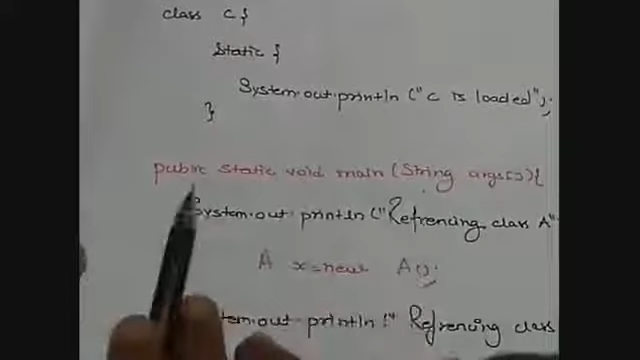 class C {
Static {
System.out.println ("C is loaded");
}
public static void main (String args[]){
System.out.println ("Refrencing class A"
A x=new A();
tem.out.println ("Refrencing class